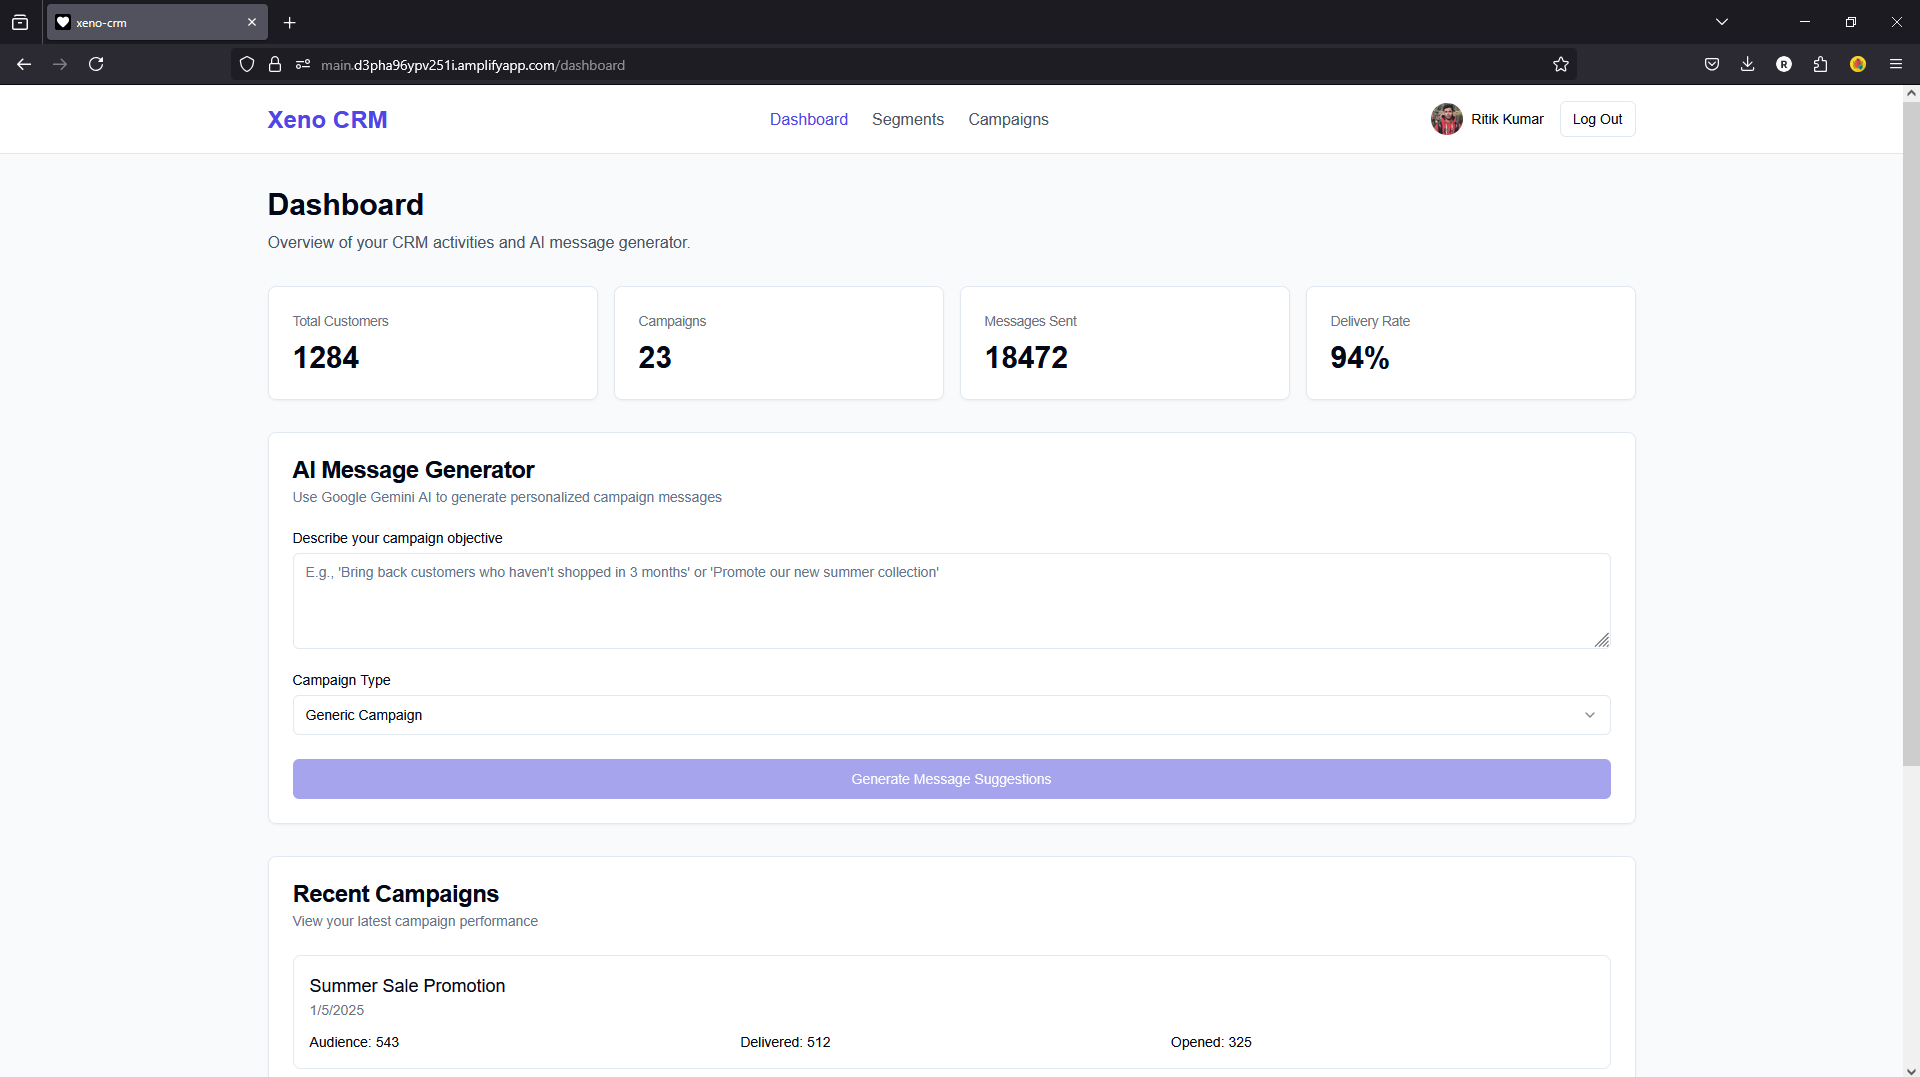 xeno-crm
main.d3pha96ypv251i.amplifyapp.com/dashboard
R
Xeno CRM
Dashboard
Segments
Campaigns
Ritik Kumar
Log Out
Dashboard
Overview of your CRM activities and AI message generator.
Total Customers
1284
Campaigns
23
Messages Sent
18472
Delivery Rate
94%
AI Message Generator
Use Google Gemini AI to generate personalized campaign messages
Describe your campaign objective
E.g., 'Bring back customers who haven't shopped in 3 months' or 'Promote our new summer collection'
Campaign Type
Generic Campaign
Generate Message Suggestions
Recent Campaigns
View your latest campaign performance
Summer Sale Promotion
1/5/2025
Audience: 543
Delivered: 512
Opened: 325